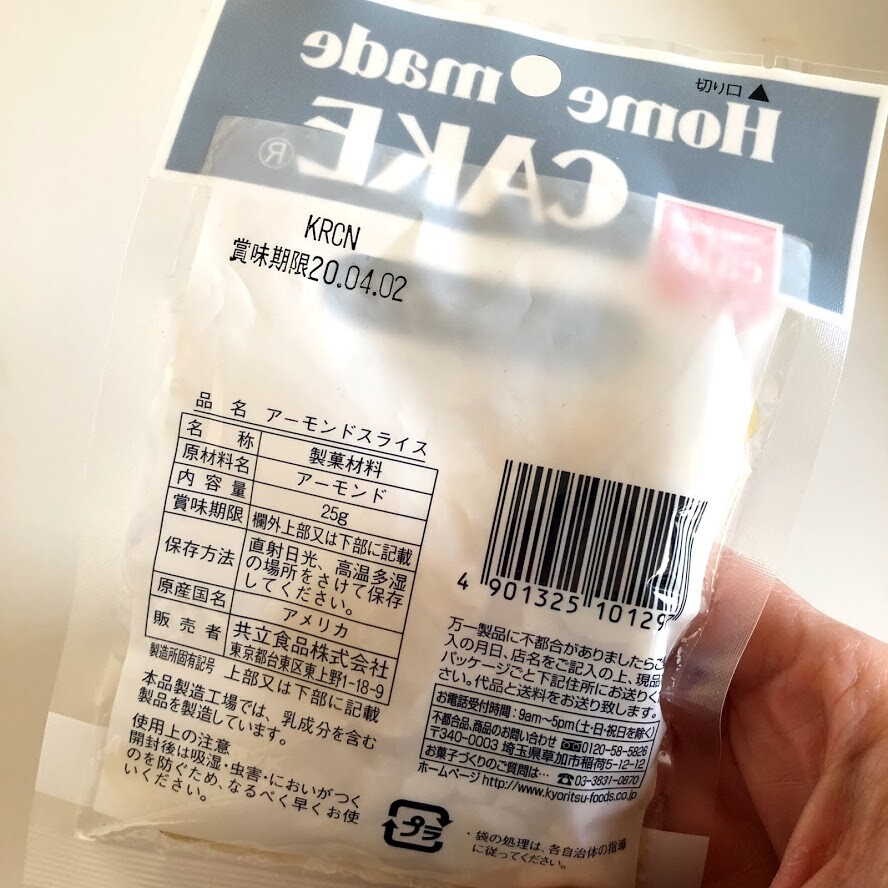 切り口▲
Home made
CAKE®
KRCN
賞味期限20.04.02
品 名 アーモンドスライス
名 称 製菓材料
原材料名 アーモンド
内 容 量 25g
賞味期限 欄外上部又は下部に記載
保存方法 直射日光、高温多湿
の場所をさけて保存
してください。
原産国名 アメリカ
販 売 者 共立食品株式会社
東京都台東区東上野1-18-9
製造所固有記号 上部又は下部に記載
本品製造工場では、乳成分を含む
製品を製造しています。
使用上の注意
開封後は吸湿・虫害・においがつく
のを防ぐため、なるべく早くお使
いください。
4 901325 10129
万一製品に不都合がありましたらご
入の月日、店名をご記入の上、現品
パッケージごと下記住所にお送りく
さい。代品と送料をお送り致します。
お電話受付時間:9am~5pm(土・日・祝日を除く)
不都合品、商品のお問い合わせ 0120-58-5826
〒340-0003 埼玉県草加市稲荷5-12-12
お菓子づくりのご質問は… ☎03-3831-0870
ホームページ http://www.kyoritsu-foods.co.jp
プラ
・袋の処理は、各自治体の指導
に従ってください。